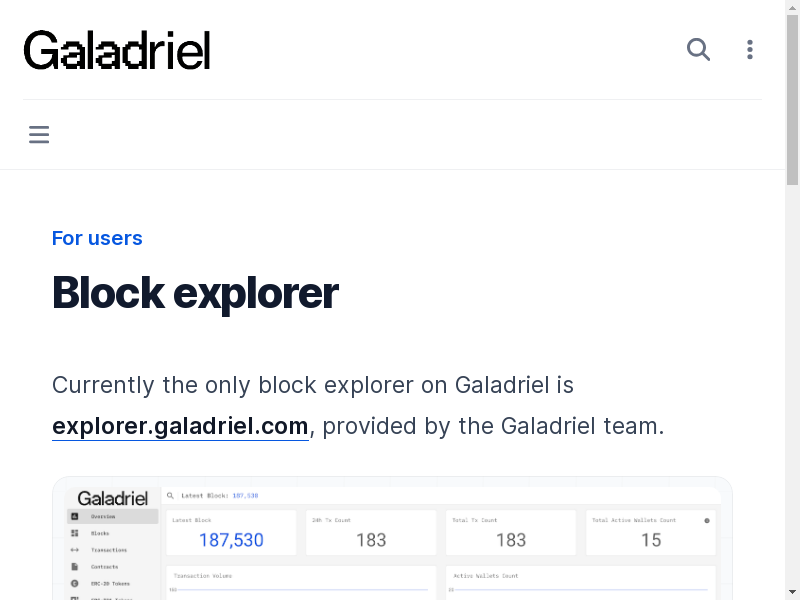 Galadriel
For users
Block explorer
Currently the only block explorer on Galadriel is
explorer.galadriel.com, provided by the Galadriel team.
Galadriel
Latest Block: 187,530
Overview
Blocks
Transactions
Contracts
ERC-20 Tokens
Latest Block
187,530
24h Tx Count
183
Total Tx Count
183
Total Active Wallets Count
15
Transaction Volume
Active Wallets Count